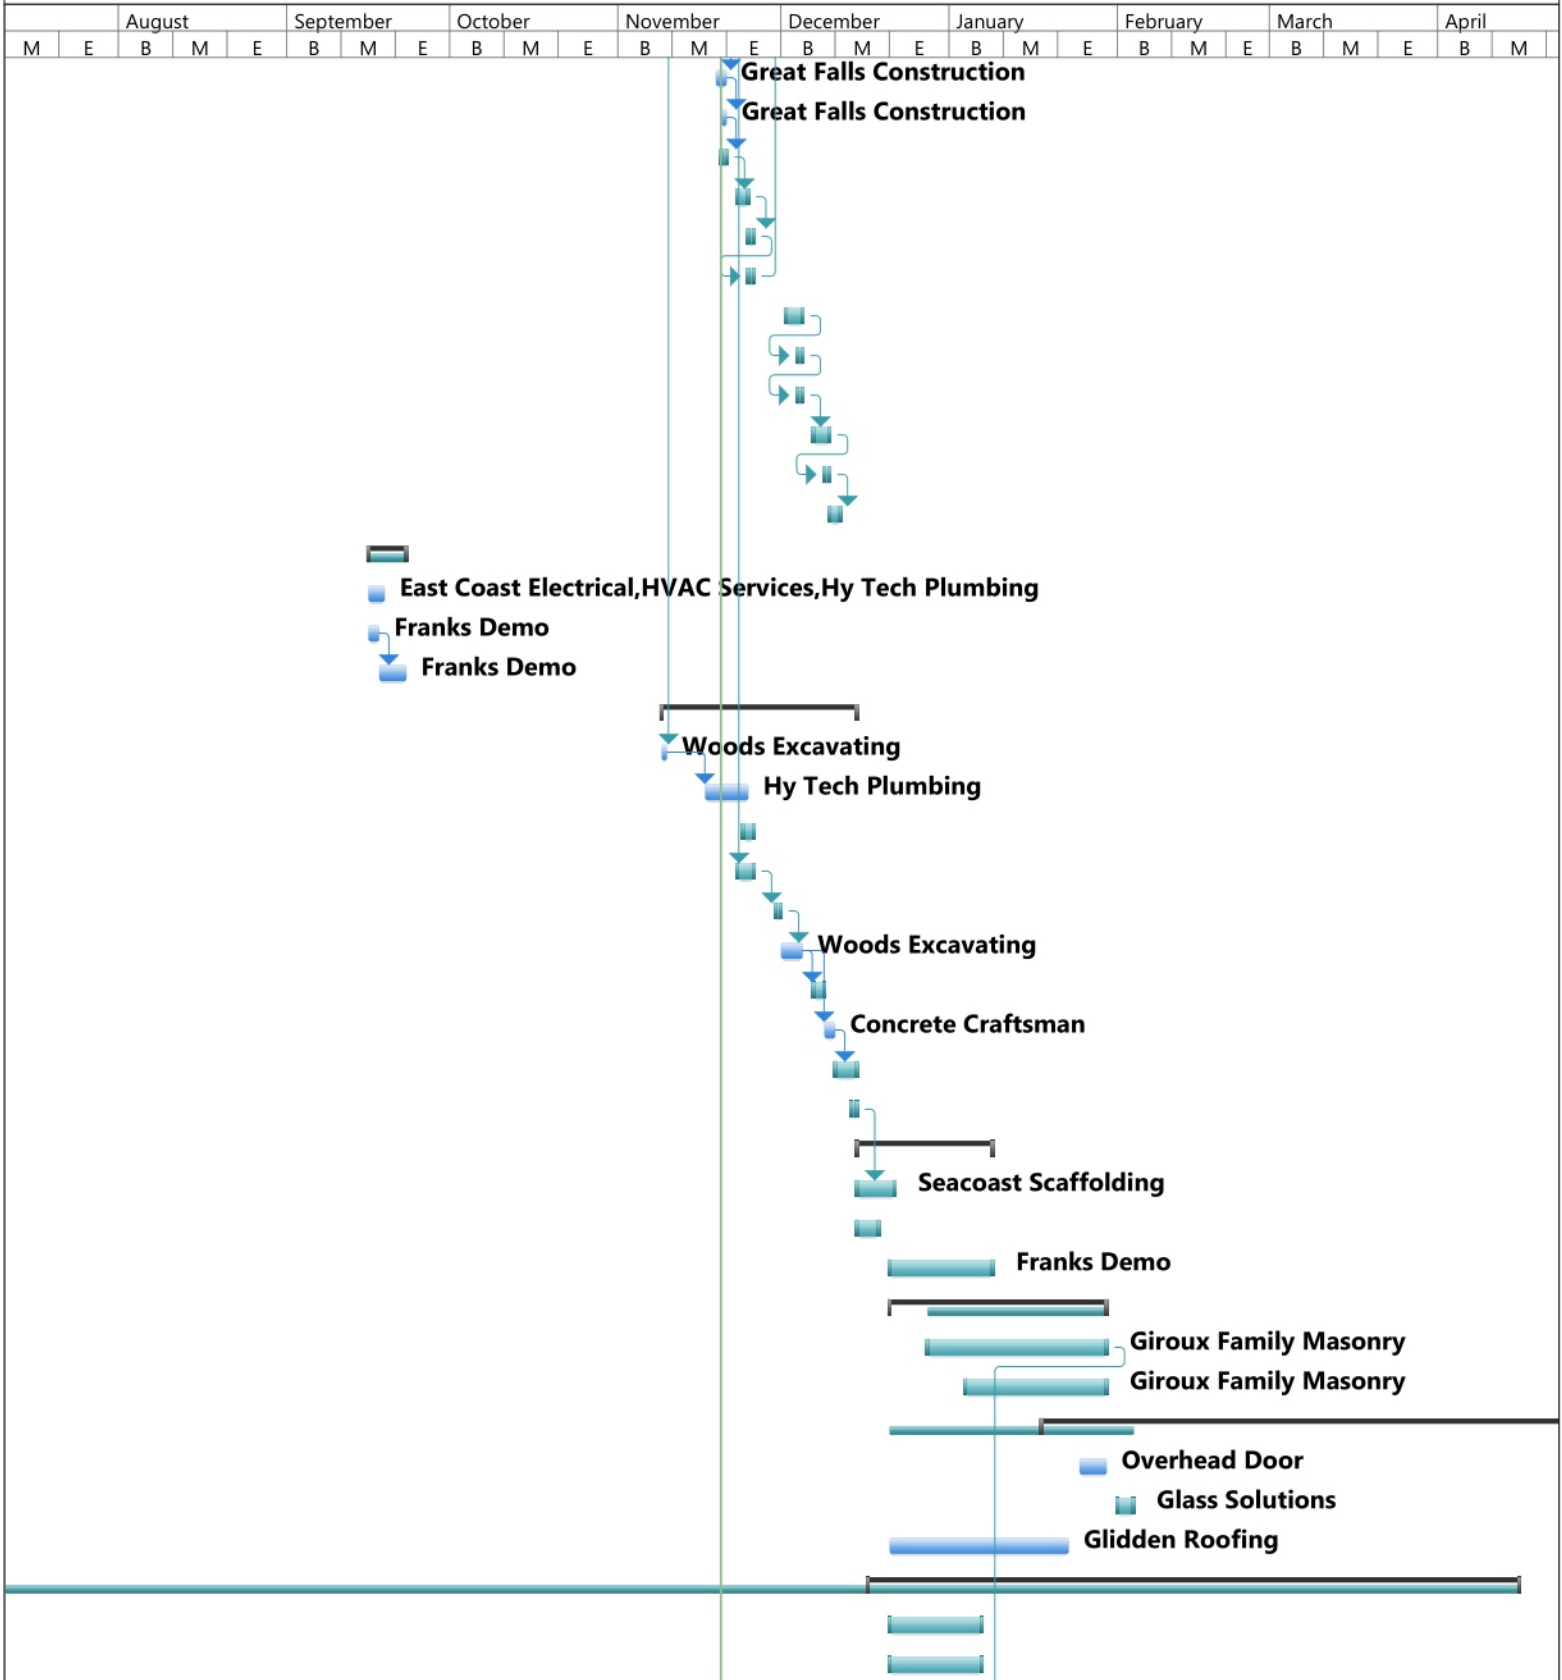 August September October November December January February March April
M E B M E B M E B M E B M E B M E B M E B M E B M E B M
Great Falls Construction
Great Falls Construction
East Coast Electrical,HVAC Services,Hy Tech Plumbing
Franks Demo
Franks Demo
Woods Excavating
Hy Tech Plumbing
Woods Excavating
Concrete Craftsman
Seacoast Scaffolding
Franks Demo
Giroux Family Masonry
Giroux Family Masonry
Overhead Door
Glass Solutions
Glidden Roofing